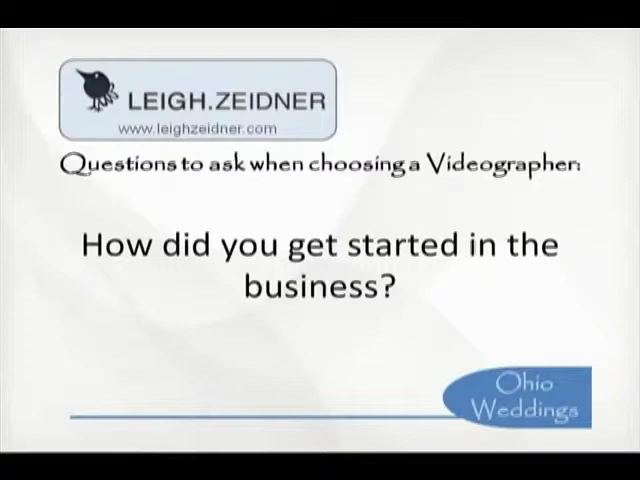 LEIGH.ZEIDNER
www.leighzeidner.com
Questions to ask when choosing a Videographer:
How did you get started in the
business?
Ohio
Weddings